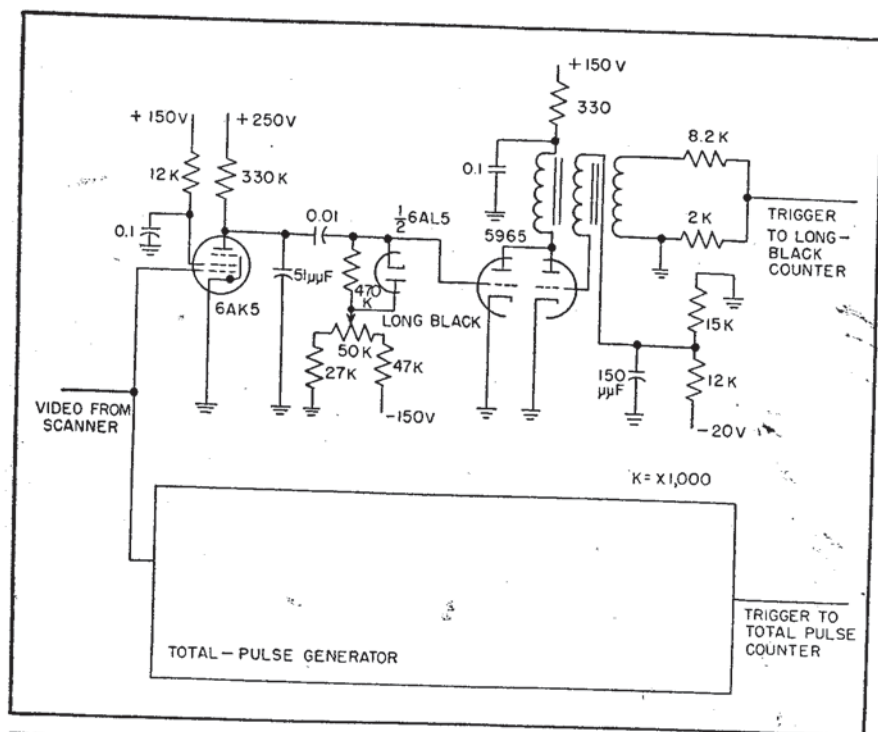 +150V
+250V
12K
330K
0.1
6AK5
51μμF
0.01
½6AL5
470
K
LONG BLACK
50K
27K
47K
-150V
+150V
330
0.1
5965
8.2K
2K
TRIGGER
TO LONG-
BLACK
COUNTER
15K
12K
150
μμF
-20V
VIDEO FROM
SCANNER
K= X1,000
TOTAL-PULSE GENERATOR
TRIGGER TO
TOTAL PULSE
COUNTER